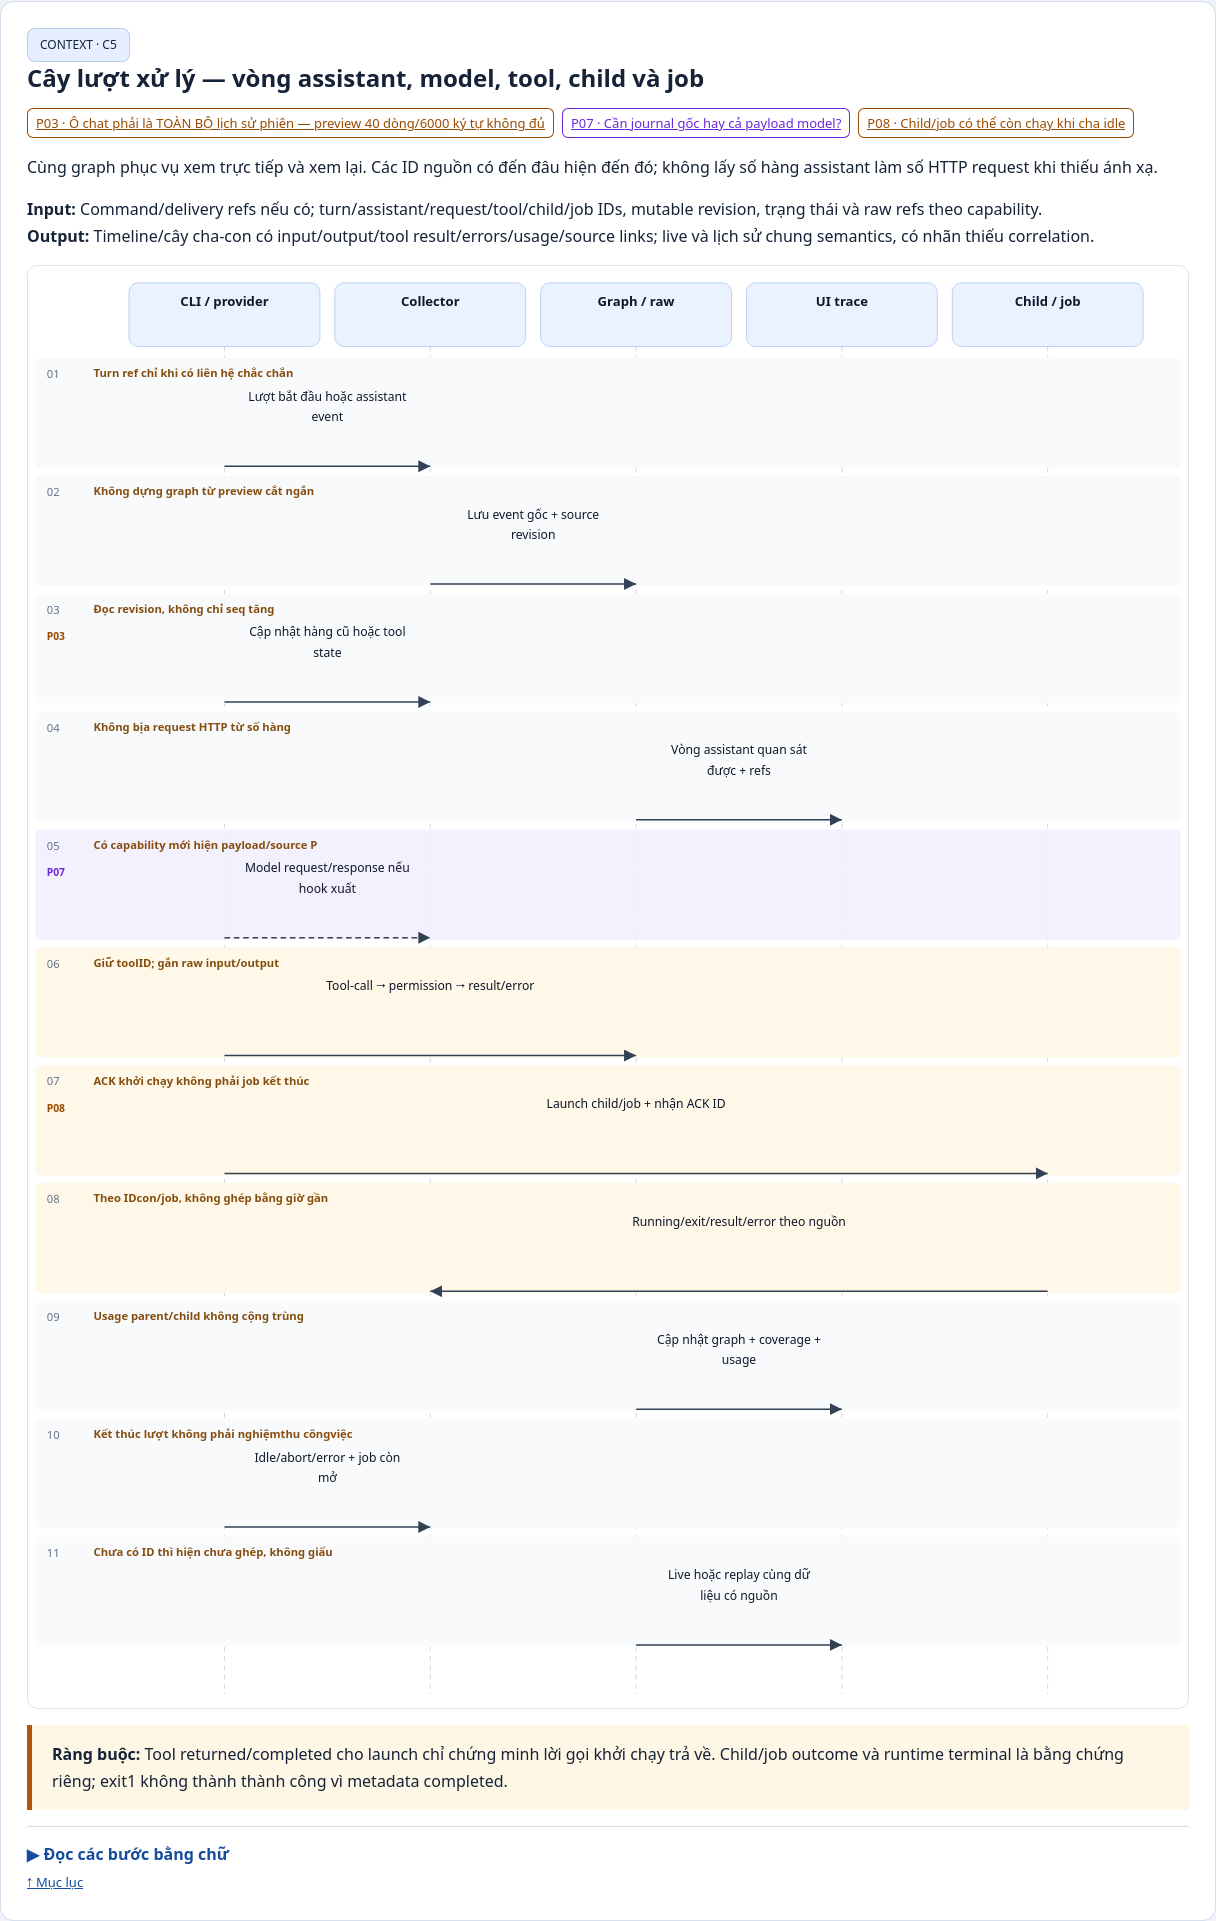 CONTEXT · C5
Cây lượt xử lý — vòng assistant, model, tool, child và job
P03 · Ô chat phải là TOÀN BỘ lịch sử phiên — preview 40 dòng/6000 ký tự không đủ
P07 · Cần journal gốc hay cả payload model?
P08 · Child/job có thể còn chạy khi cha idle
Cùng graph phục vụ xem trực tiếp và xem lại. Các ID nguồn có đến đâu hiện đến đó; không lấy số hàng assistant làm số HTTP request khi thiếu ánh xạ.
Input: Command/delivery refs nếu có; turn/assistant/request/tool/child/job IDs, mutable revision, trạng thái và raw refs theo capability.
Output: Timeline/cây cha-con có input/output/tool result/errors/usage/source links; live và lịch sử chung semantics, có nhãn thiếu correlation.
CLI / provider
Collector
Graph / raw
UI trace
Child / job
01
Turn ref chỉ khi có liên hệ chắc chắn
Lượt bắt đầu hoặc assistant
event
02
Không dựng graph từ preview cắt ngắn
Lưu event gốc + source
revision
03
Đọc revision, không chỉ seq tăng
P03
Cập nhật hàng cũ hoặc tool
state
04
Không bịa request HTTP từ số hàng
Vòng assistant quan sát
được + refs
05
Có capability mới hiện payload/source P
P07
Model request/response nếu
hook xuất
06
Giữ toolID; gắn raw input/output
Tool-call → permission → result/error
07
ACK khởi chạy không phải job kết thúc
P08
Launch child/job + nhận ACK ID
08
Theo IDcon/job, không ghép bằng giờ gần
Running/exit/result/error theo nguồn
09
Usage parent/child không cộng trùng
Cập nhật graph + coverage +
usage
10
Kết thúc lượt không phải nghiệmthu côngviệc
Idle/abort/error + job còn
mở
11
Chưa có ID thì hiện chưa ghép, không giấu
Live hoặc replay cùng dữ
liệu có nguồn
Ràng buộc: Tool returned/completed cho launch chỉ chứng minh lời gọi khởi chạy trả về. Child/job outcome và runtime terminal là bằng chứng
riêng; exit1 không thành thành công vì metadata completed.
▶ Đọc các bước bằng chữ
↑ Mục lục